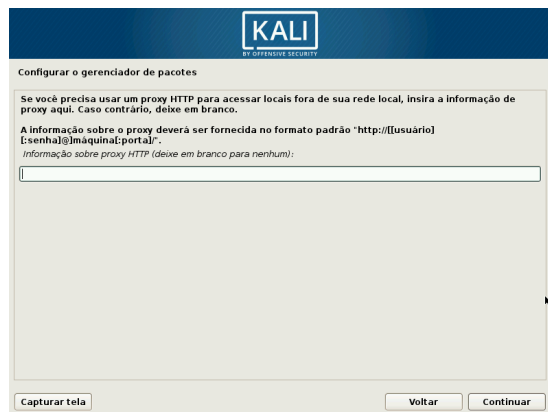 KALI
BY OFFENSIVE SECURITY
Configurar o gerenciador de pacotes
Se você precisa usar um proxy HTTP para acessar locais fora de sua rede local, insira a informação de
proxy aqui. Caso contrário, deixe em branco.
A informação sobre o proxy deverá ser fornecida no formato padrão "http://[[usuário]
[:senha]@]máquina[:porta]/".
Informação sobre proxy HTTP (deixe em branco para nenhum):
Capturar tela
Voltar
Continuar